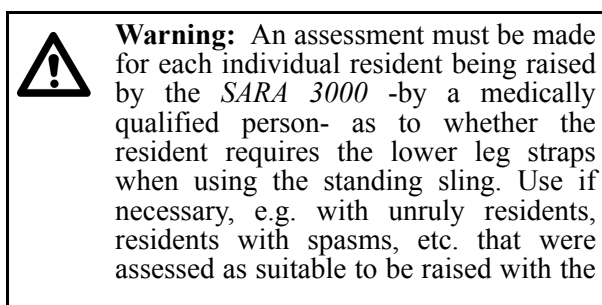 Warning: An assessment must be made
for each individual resident being raised
by the SARA 3000 -by a medically
qualified person- as to whether the
resident requires the lower leg straps
when using the standing sling. Use if
necessary, e.g. with unruly residents,
residents with spasms, etc. that were
assessed as suitable to be raised with the